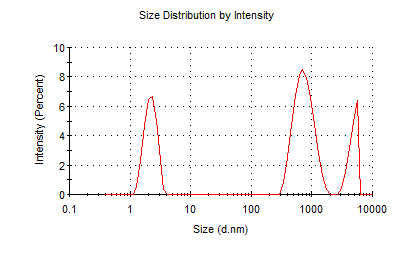 Size Distribution by Intensity
10
8
6
4
2
0
Intensity (Percent)
0.1 1 10 100 1000 10000
Size (d.nm)